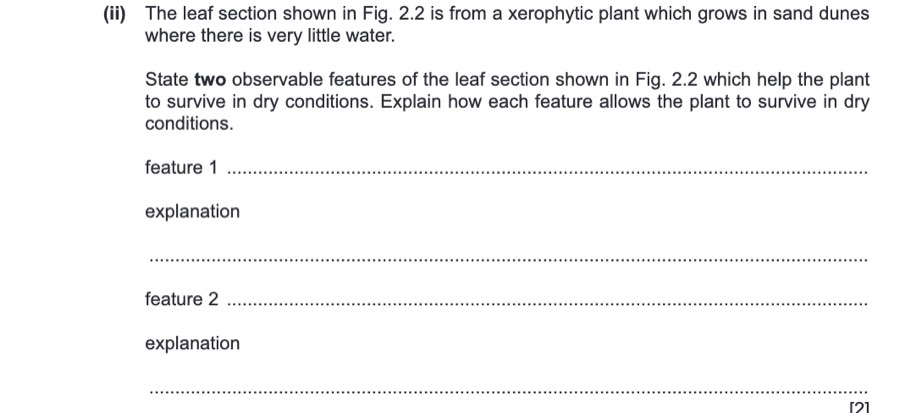 (ii) The leaf section shown in Fig. 2.2 is from a xerophytic plant which grows in sand dunes
where there is very little water.
State two observable features of the leaf section shown in Fig. 2.2 which help the plant
to survive in dry conditions. Explain how each feature allows the plant to survive in dry
conditions.
feature 1 ........................................................................................................................
explanation
........................................................................................................................
feature 2 ........................................................................................................................
explanation
........................................................................................................................
[2]